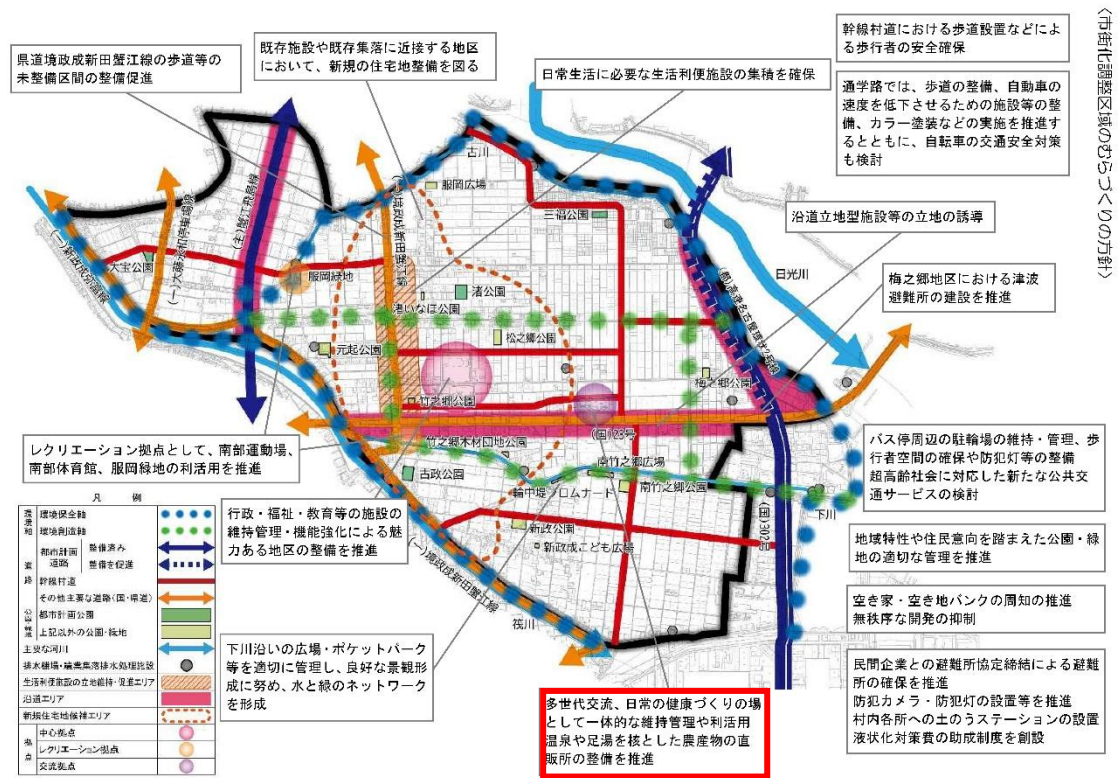 〈市街化調整区域のむらづくりの方針〉
県道境政成新田蟹江線の歩道等の
未整備区間の整備促進
既存施設や既存集落に近接する地区
において、新規の住宅地整備を図る
日常生活に必要な生活利便施設の集積を確保
幹線村道における歩道設置などによ
る歩行者の安全確保
通学路では、歩道の整備、自動車の
速度を低下させるための施設等の整
備、カラー塗装などの実施を推進す
るとともに、自転車の交通安全対策
も検討
沿道立地型施設等の立地の誘導
梅之郷地区における津波
避難所の建設を推進
古川
服岡広場
三福公園
日光川
(主)蟹江飛島線
大宝公園
服岡緑地
渚公園
渚いなほ公園
松之郷公園
元起公園
梅之郷公園
竹之郷公園
(国)23号
竹之郷木材団地公園
古政公園
南竹之郷広場
輪中堤プロムナード
南竹之郷公園
下川
新政公園
新政成こども広場
(国)302号
(一)境政成新田蟹江線
筏川
レクリエーション拠点として、南部運動場、
南部体育館、服岡緑地の利活用を推進
行政・福祉・教育等の施設の
維持管理・機能強化による魅
力ある地区の整備を推進
下川沿いの広場・ポケットパーク
等を適切に管理し、良好な景観形
成に努め、水と緑のネットワーク
を形成
多世代交流、日常の健康づくりの場
として一体的な維持管理や利活用
温泉や足湯を核とした農産物の直
販所の整備を推進
バス停周辺の駐輪場の維持・管理、歩
行者空間の確保や防犯灯等の整備
超高齢社会に対応した新たな公共交
通サービスの検討
地域特性や住民意向を踏まえた公園・緑
地の適切な管理を推進
空き家・空き地バンクの周知の推進
無秩序な開発の抑制
民間企業との避難所協定締結による避難
所の確保を推進
防犯カメラ・防犯灯の設置等を推進
村内各所への土のうステーションの設置
液状化対策費の助成制度を創設
凡 例
環境軸
環境保全軸
環境創造軸
道路
都市計画
道路
整備済み
整備を促進
幹線村道
その他主要な道路(国・県道)
都市計画公園
上記以外の公園・緑地
主要な河川
排水機場・農業集落排水処理施設
生活利便施設の立地維持・促進エリア
沿道エリア
新規住宅地候補エリア
拠点
中心拠点
レクリエーション拠点
交流拠点